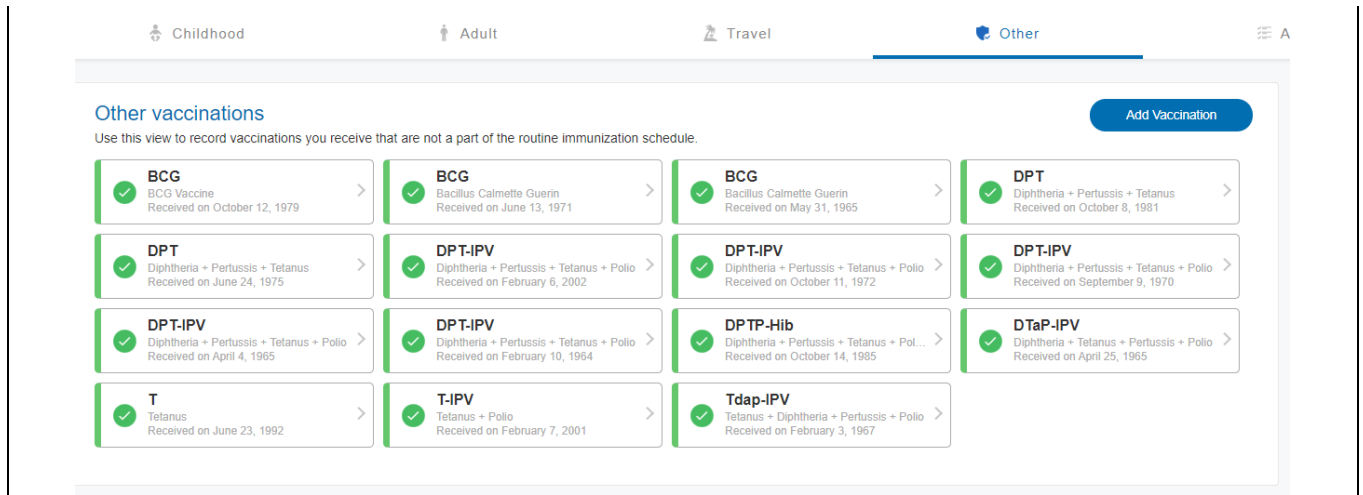 Childhood
Adult
Travel
Other
A
Other vaccinations
Add Vaccination
Use this view to record vaccinations you receive that are not a part of the routine immunization schedule.
BCG
BCG Vaccine
Received on October 12, 1979
BCG
Bacillus Calmette Guerin
Received on June 13, 1971
BCG
Bacillus Calmette Guerin
Received on May 31, 1965
DPT
Diphtheria + Pertussis + Tetanus
Received on October 8, 1981
DPT
Diphtheria + Pertussis + Tetanus
Received on June 24, 1975
DPT-IPV
Diphtheria + Pertussis + Tetanus + Polio
Received on February 6, 2002
DPT-IPV
Diphtheria + Pertussis + Tetanus + Polio
Received on October 11, 1972
DPT-IPV
Diphtheria + Pertussis + Tetanus + Polio
Received on September 9, 1970
DPT-IPV
Diphtheria + Pertussis + Tetanus + Polio
Received on April 4, 1965
DPT-IPV
Diphtheria + Pertussis + Tetanus + Polio
Received on February 10, 1964
DPTP-Hib
Diphtheria + Pertussis + Tetanus + Pol...
Received on October 14, 1985
DTaP-IPV
Diphtheria + Tetanus + Pertussis + Polio
Received on April 25, 1965
T
Tetanus
Received on June 23, 1992
T-IPV
Tetanus + Polio
Received on February 7, 2001
Tdap-IPV
Tetanus + Diphtheria + Pertussis + Polio
Received on February 3, 1967